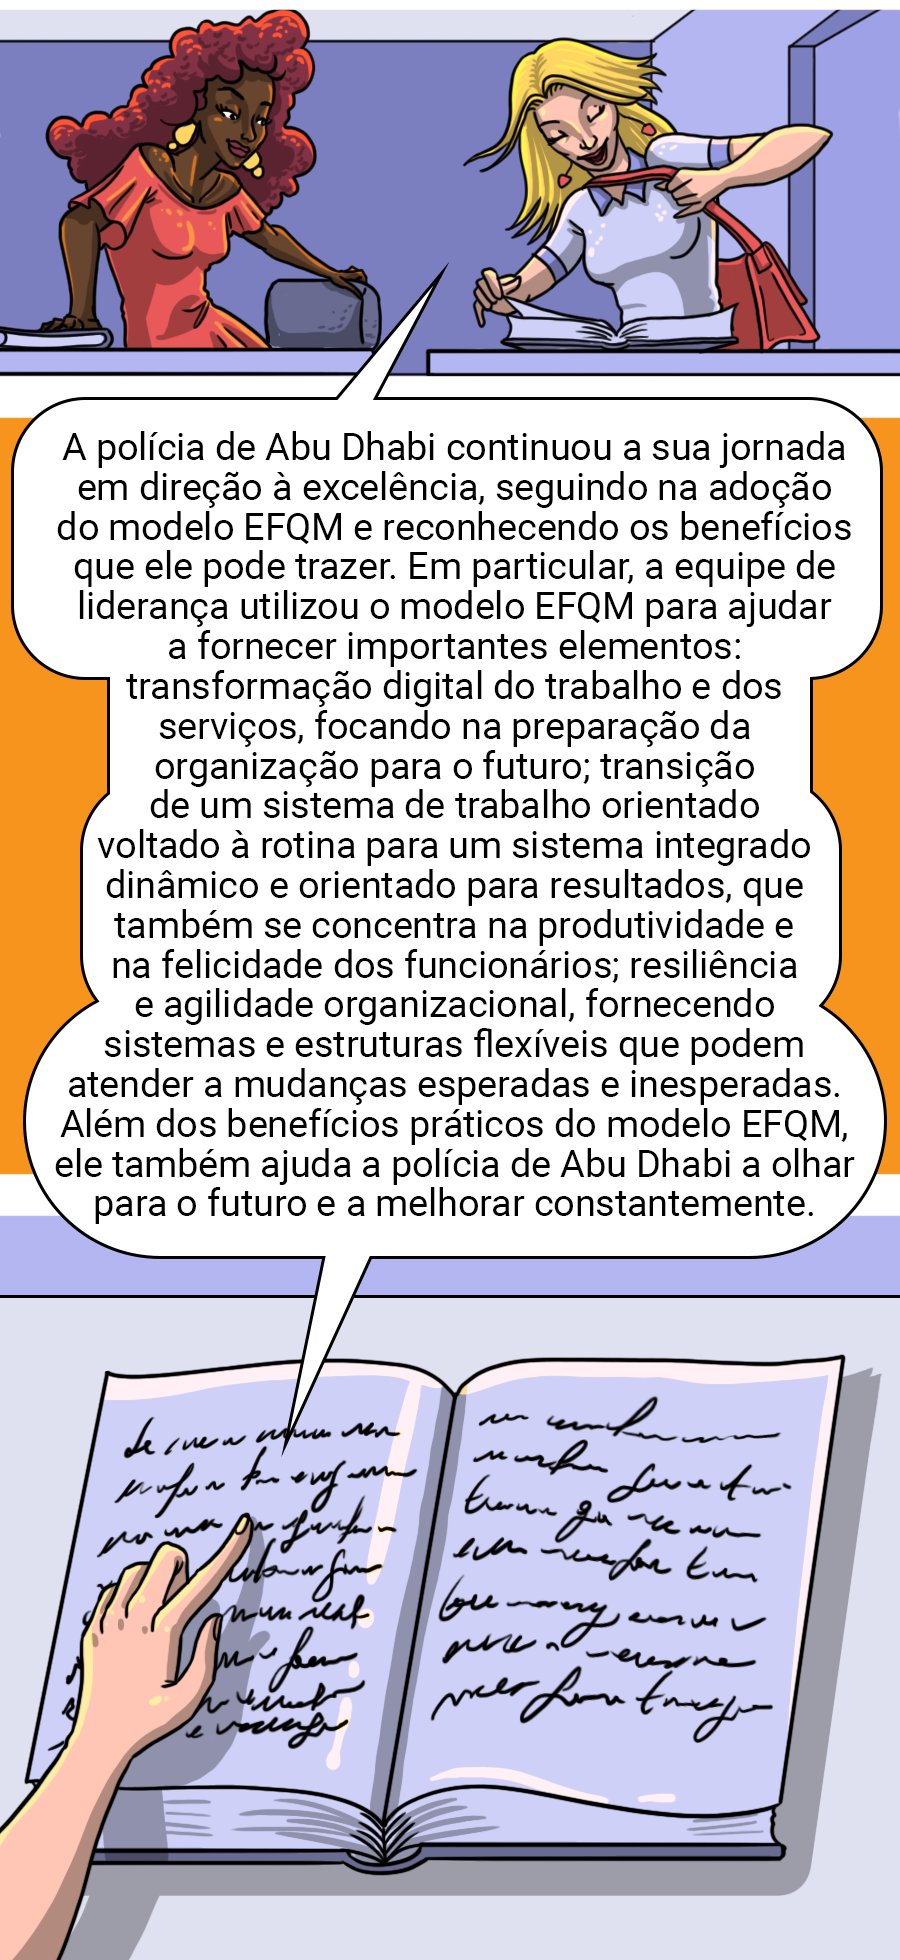 A polícia de Abu Dhabi continuou a sua jornada
em direção à excelência, seguindo na adoção
do modelo EFQM e reconhecendo os benefícios
que ele pode trazer. Em particular, a equipe de
liderança utilizou o modelo EFQM para ajudar
a fornecer importantes elementos:
transformação digital do trabalho e dos
serviços, focando na preparação da
organização para o futuro; transição
de um sistema de trabalho orientado
voltado à rotina para um sistema integrado
dinâmico e orientado para resultados, que
também se concentra na produtividade e
na felicidade dos funcionários; resiliência
e agilidade organizacional, fornecendo
sistemas e estruturas flexíveis que podem
atender a mudanças esperadas e inesperadas.
Além dos benefícios práticos do modelo EFQM,
ele também ajuda a polícia de Abu Dhabi a olhar
para o futuro e a melhorar constantemente.